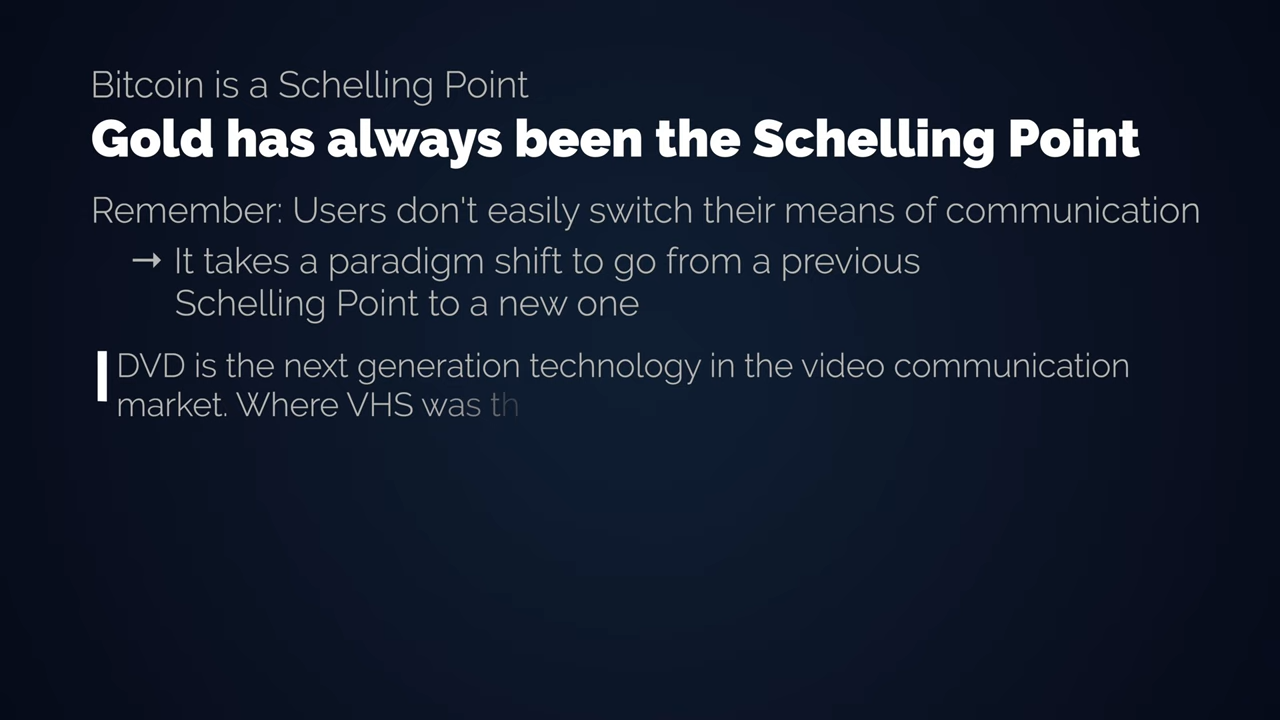 Bitcoin is a Schelling Point
Gold has always been the Schelling Point
Remember: Users don't easily switch their means of communication
→ It takes a paradigm shift to go from a previous
Schelling Point to a new one
DVD is the next generation technology in the video communication
market. Where VHS was th